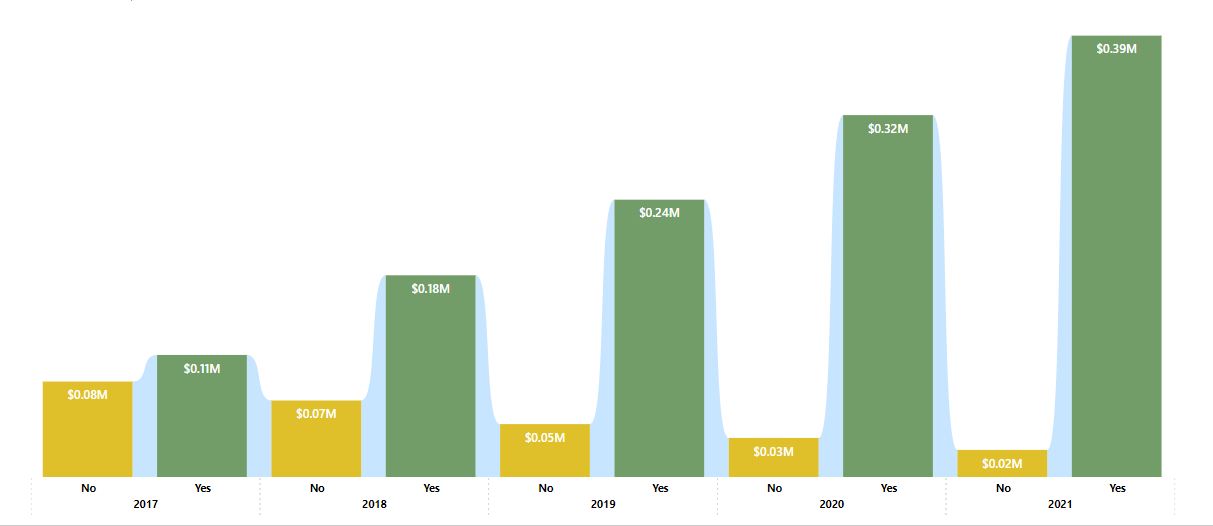 $0.39M
$0.32M
$0.24M
$0.18M
$0.11M
$0.08M
$0.07M
$0.05M
$0.03M
$0.02M
No Yes No Yes No Yes No Yes No Yes
2017 2018 2019 2020 2021